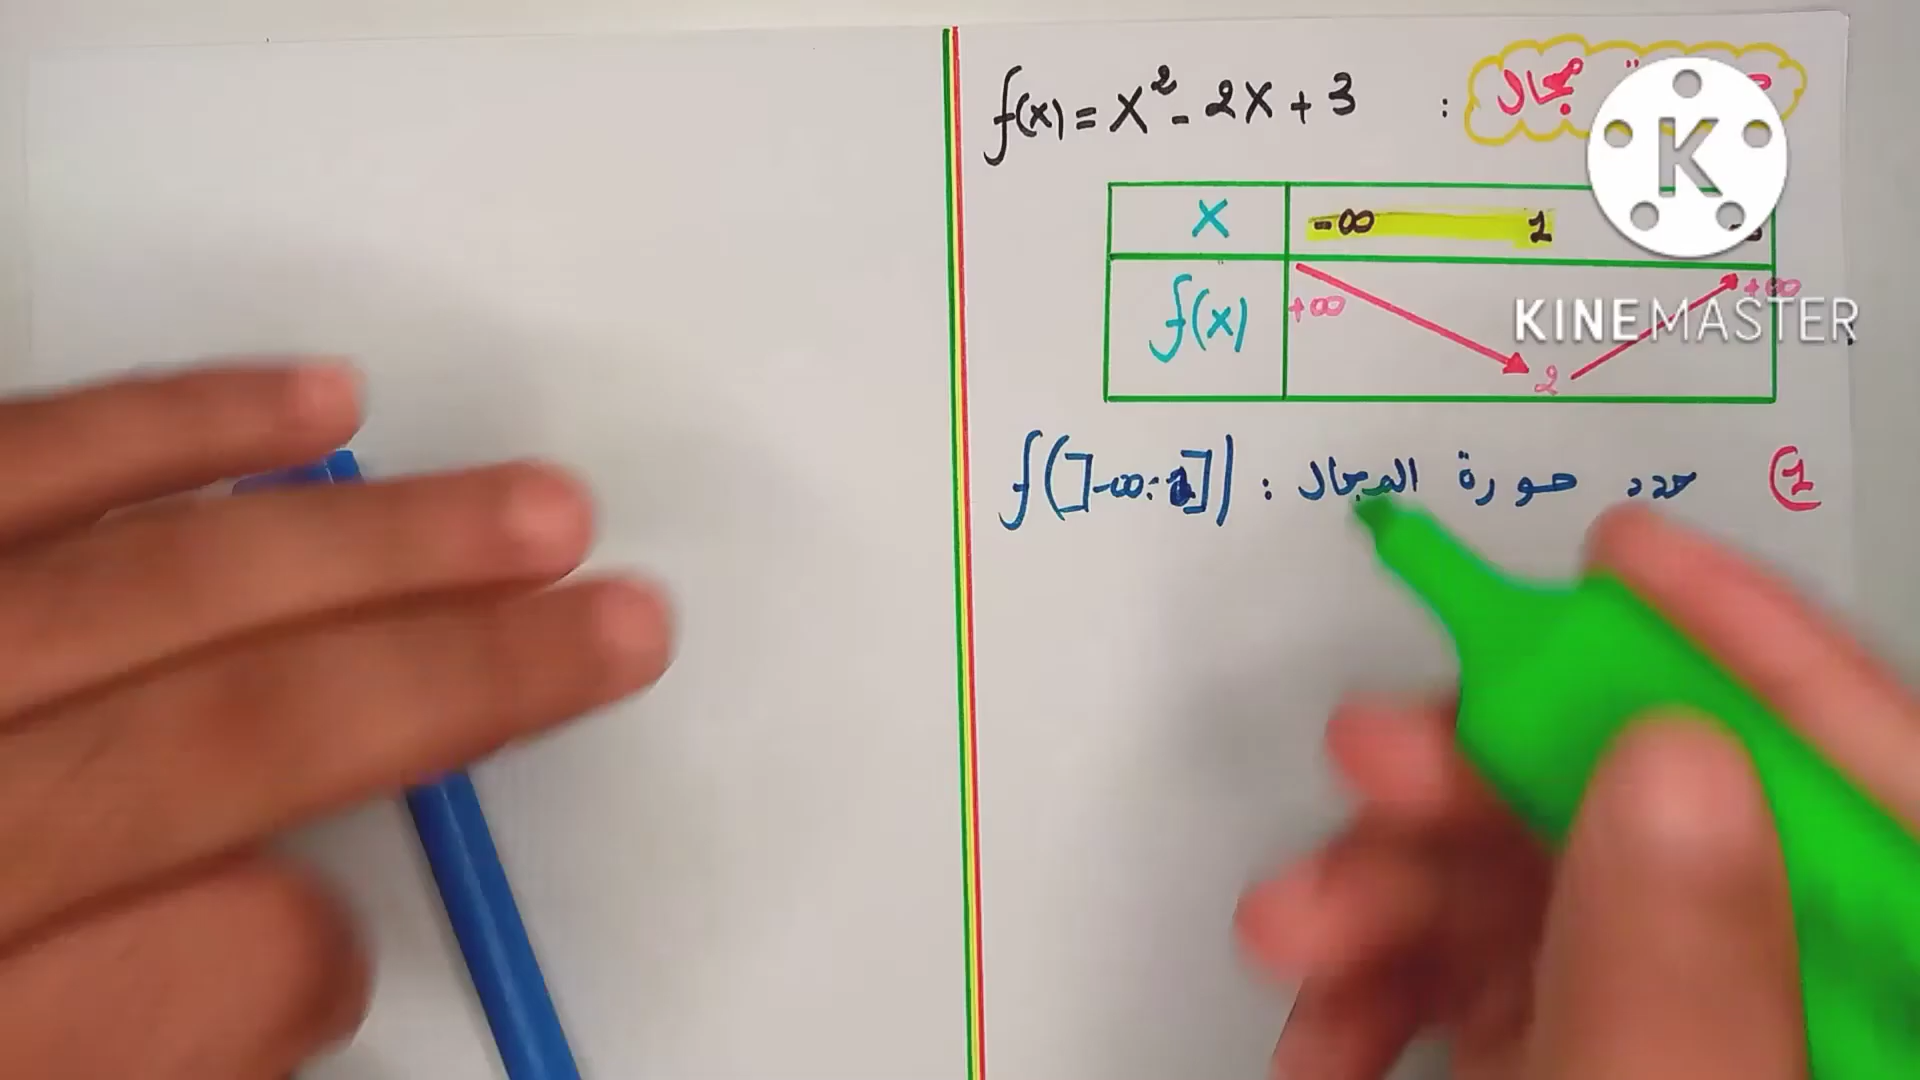 f(x) = x² - 2x + 3 : مجال
x -∞ 1
f(x) +∞ 2 +∞
1) حدد صورة المجال : f(]-∞; 1])
K
KINEMASTER